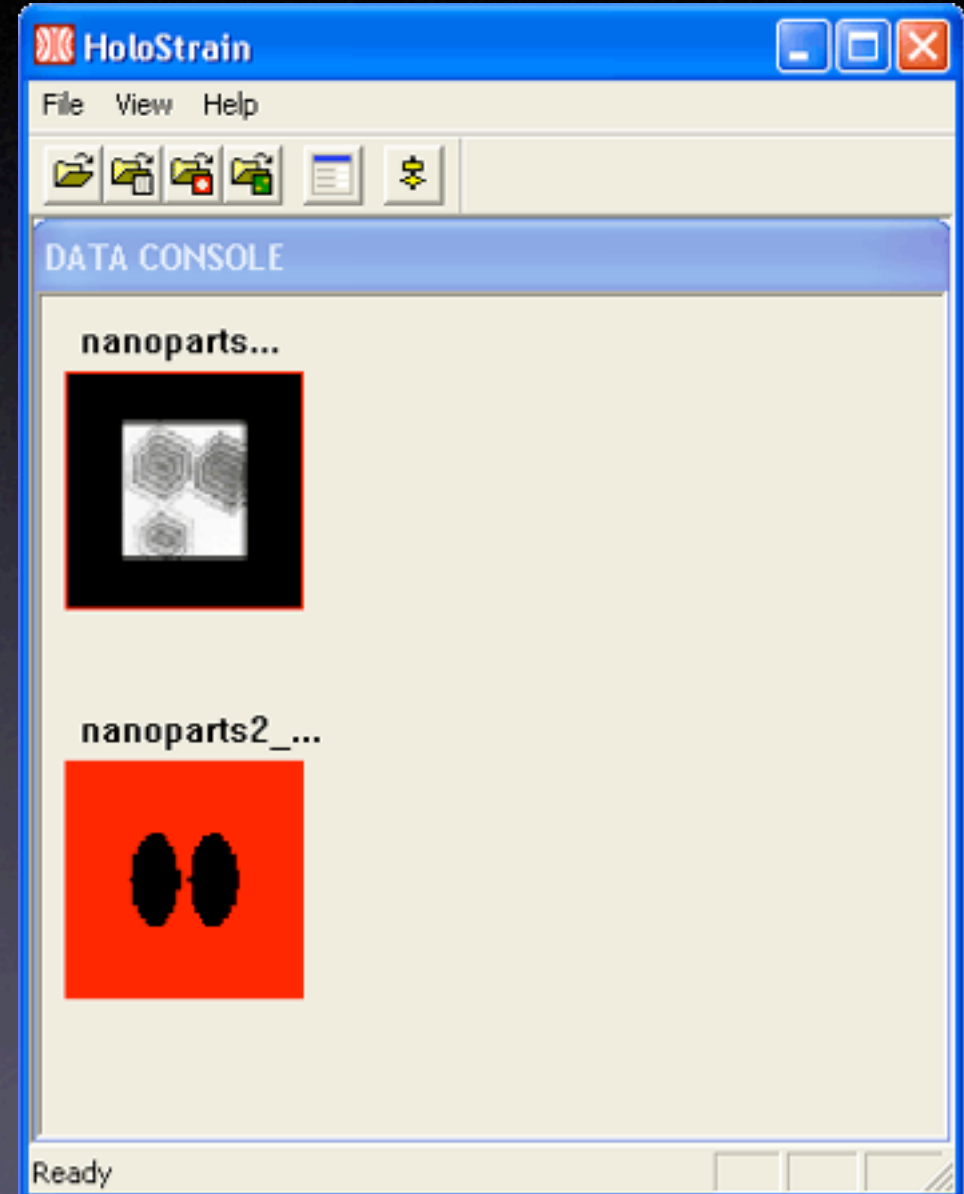 HoloStrain
File View Help
DATA CONSOLE
nanoparts...
nanoparts2_...
Ready